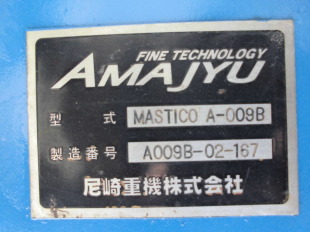 FINE TECHNOLOGY
AMAJYU
型式 MASTICO A-009B
製造番号 A009B-02-167
尼崎重機株式会社